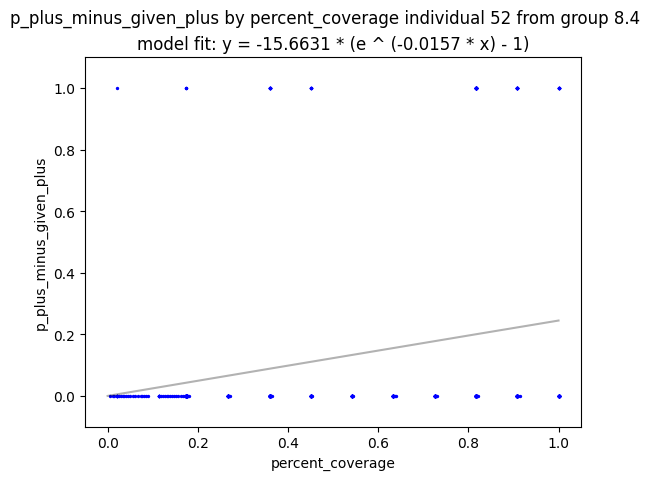 p_plus_minus_given_plus by percent_coverage individual 52 from group 8.4
model fit: y = -15.6631 * (e ^ (-0.0157 * x) - 1)
1.0
0.8
0.6
0.4
0.2
0.0
p_plus_minus_given_plus
0.0 0.2 0.4 0.6 0.8 1.0
percent_coverage